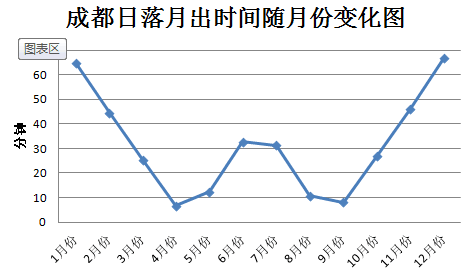 成都日落月出时间随月份变化图
图表区
60
50
40
30
20
10
0
分钟
1月份
2月份
3月份
4月份
5月份
6月份
7月份
8月份
9月份
10月份
11月份
12月份